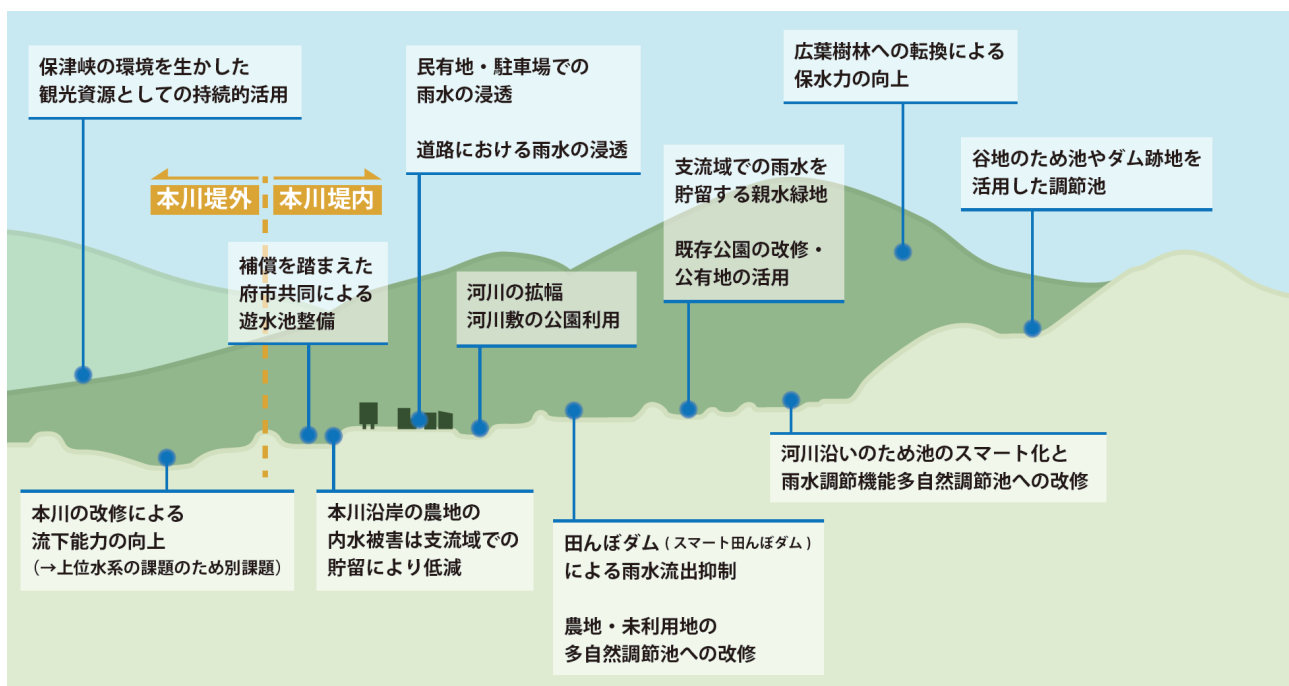 保津峡の環境を生かした
観光資源としての持続的活用
本川堤外
本川堤内
補償を踏まえた
府市共同による
遊水池整備
民有地・駐車場での
雨水の浸透
道路における雨水の浸透
河川の拡幅
河川敷の公園利用
支流域での雨水を
貯留する親水緑地
既存公園の改修・
公有地の活用
広葉樹林への転換による
保水力の向上
谷地のため池やダム跡地を
活用した調節池
本川の改修による
流下能力の向上
（→上位水系の課題のため別課題）
本川沿岸の農地の
内水被害は支流域での
貯留により低減
田んぼダム ( スマート田んぼダム )
による雨水流出抑制
農地・未利用地の
多自然調節池への改修
河川沿いのため池のスマート化と
雨水調節機能多自然調節池への改修